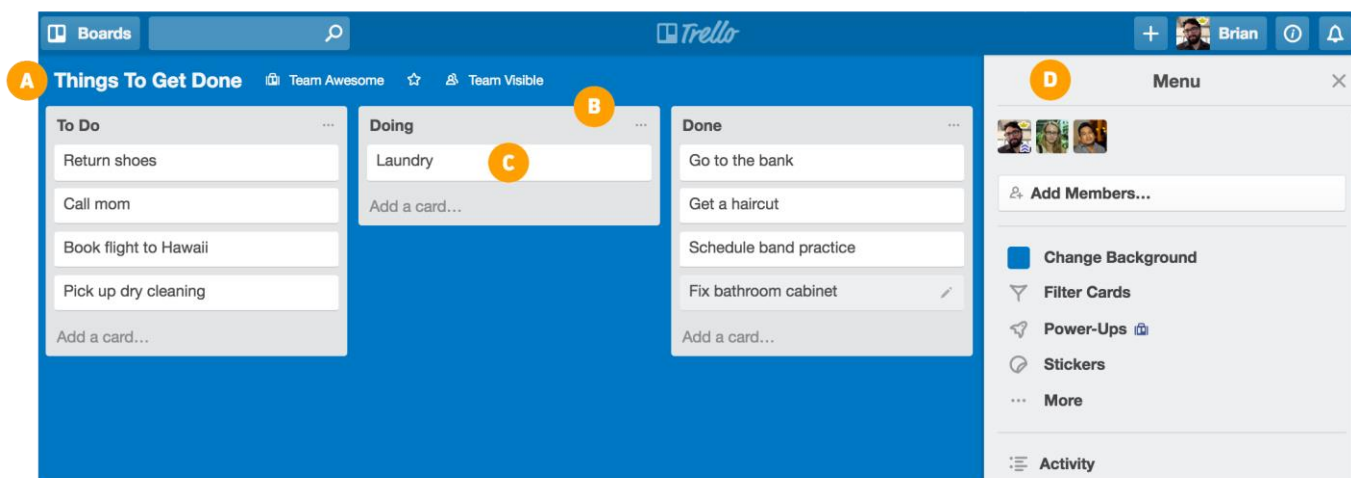 Boards
Trello
Brian
A
Things To Get Done
Team Awesome
Team Visible
B
To Do
Return shoes
Call mom
Book flight to Hawaii
Pick up dry cleaning
Add a card...
Doing
Laundry
C
Add a card...
Done
Go to the bank
Get a haircut
Schedule band practice
Fix bathroom cabinet
Add a card...
D
Menu
Add Members...
Change Background
Filter Cards
Power-Ups
Stickers
More
Activity